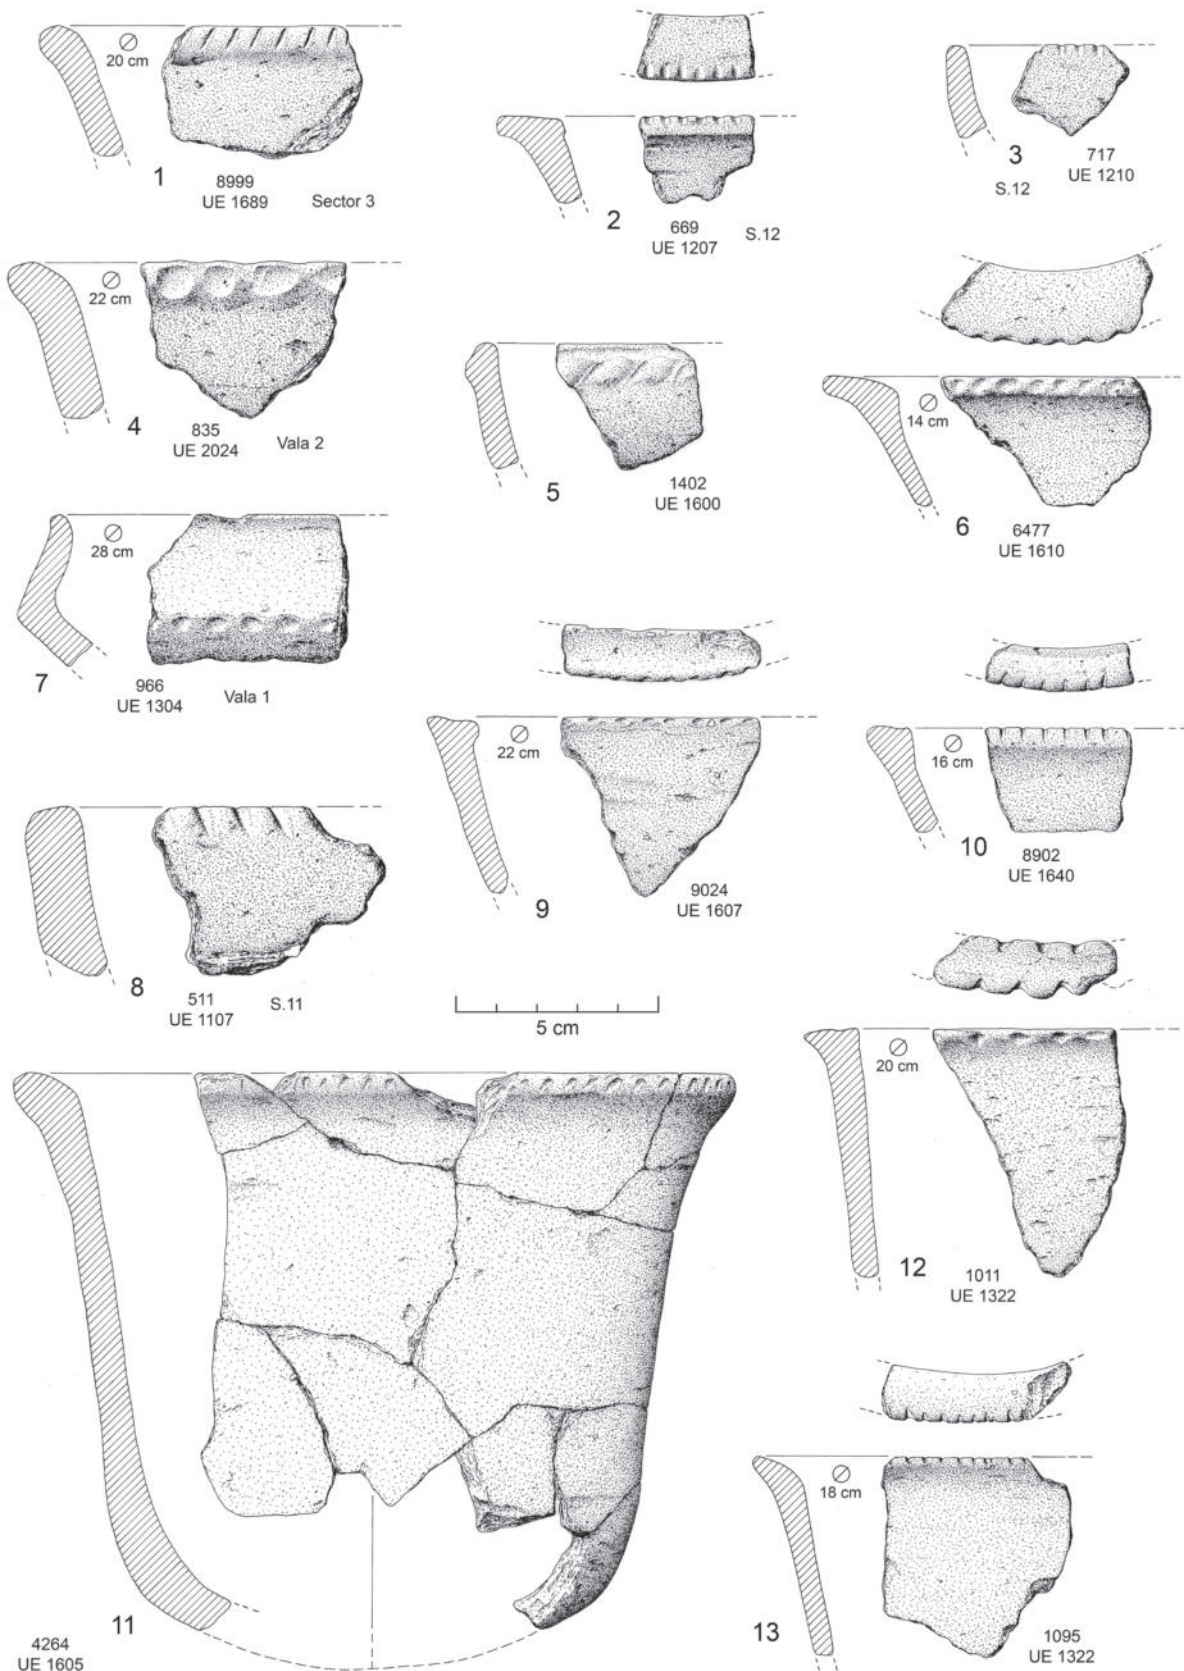 20 cm
1
8999
UE 1689
Sector 3
2
669
UE 1207
S.12
3
717
UE 1210
S.12
22 cm
4
835
UE 2024
Vala 2
5
1402
UE 1600
14 cm
6
6477
UE 1610
28 cm
7
966
UE 1304
Vala 1
8
511
UE 1107
S.11
22 cm
9
9024
UE 1607
16 cm
10
8902
UE 1640
5 cm
11
4264
UE 1605
20 cm
12
1011
UE 1322
18 cm
13
1095
UE 1322